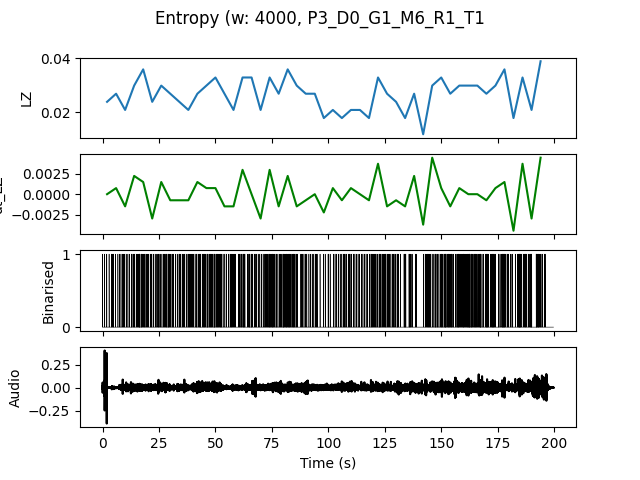 Entropy (w: 4000, P3_D0_G1_M6_R1_T1
0.04
0.02
LZ
0.0025
0.0000
−0.0025
1
0
Binarised
0.25
0.00
−0.25
Audio
0 25 50 75 100 125 150 175 200
Time (s)